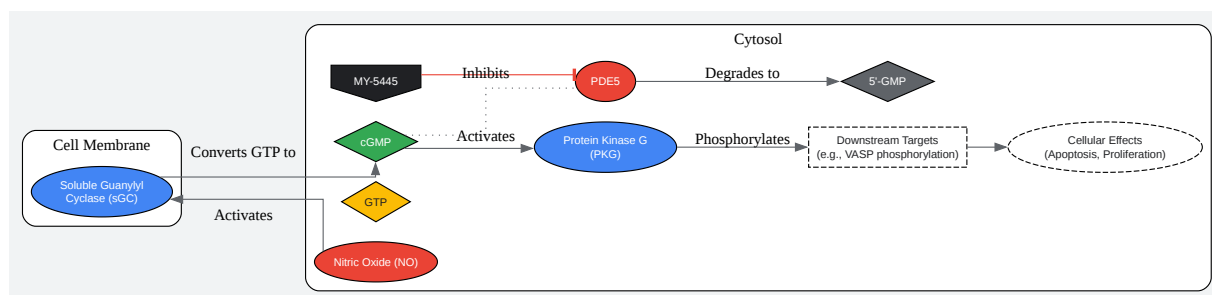 Cytosol
MY-5445
Inhibits
PDE5
Degrades to
5'-GMP
cGMP
Activates
Protein Kinase G
(PKG)
Phosphorylates
Downstream Targets
(e.g., VASP phosphorylation)
Cellular Effects
(Apoptosis, Proliferation)
Cell Membrane
Converts GTP to
Soluble Guanylyl
Cyclase (sGC)
GTP
Activates
Nitric Oxide (NO)